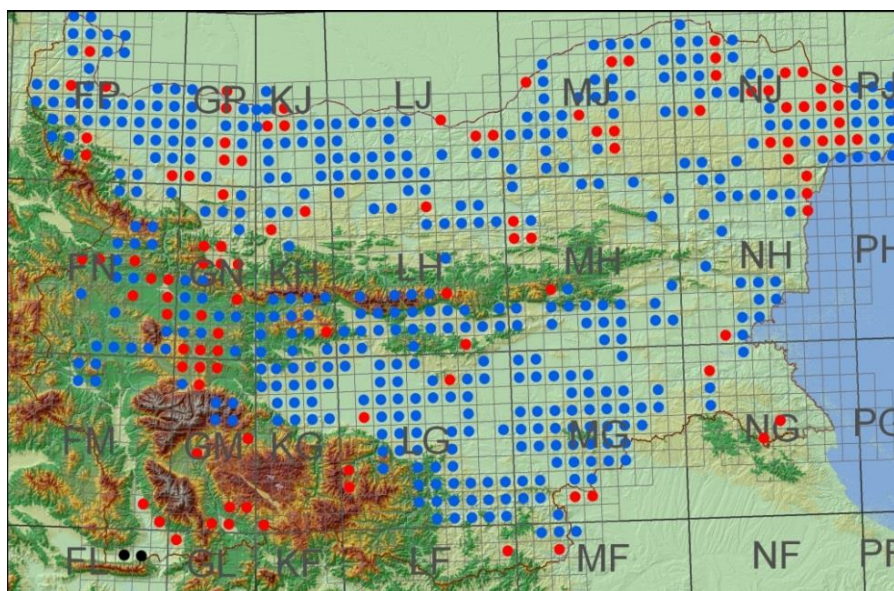 FP GP KJ LJ MJ NJ PJ
FN GN KH LH MH NH PH
FM GM KG LG MG NG PG
FL GL KF LF MF NF PF